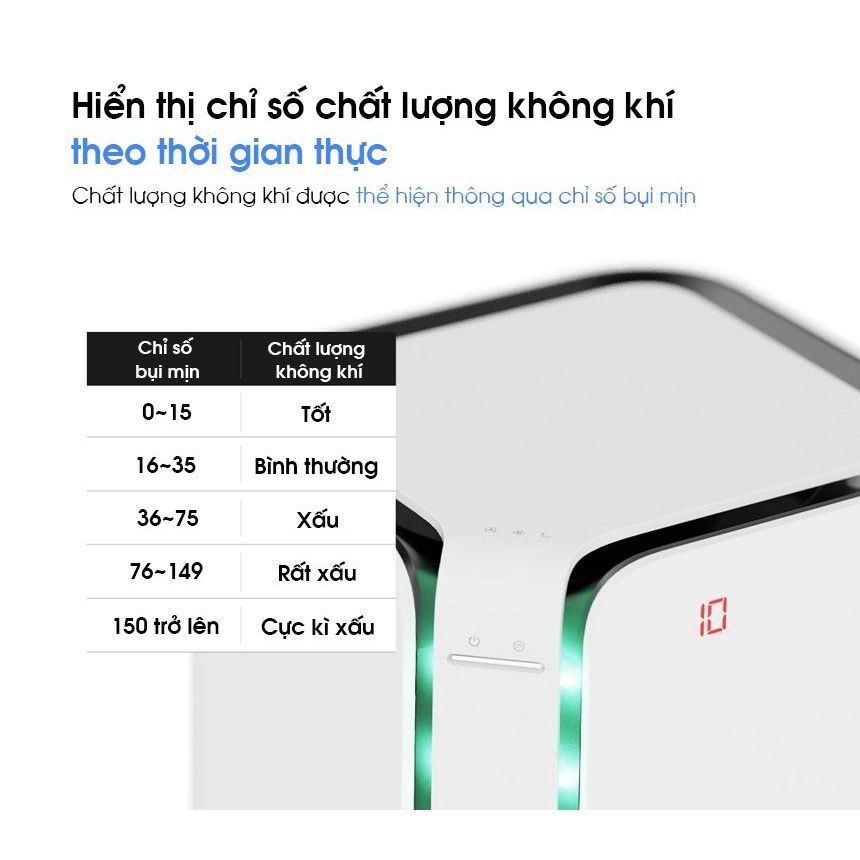 Hiển thị chỉ số chất lượng không khí
theo thời gian thực
Chất lượng không khí được thể hiện thông qua chỉ số bụi mịn
Chỉ số
bụi mịn
Chất lượng
không khí
0~15 Tốt
16~35 Bình thường
36~75 Xấu
76~149 Rất xấu
150 trở lên Cực kì xấu
10